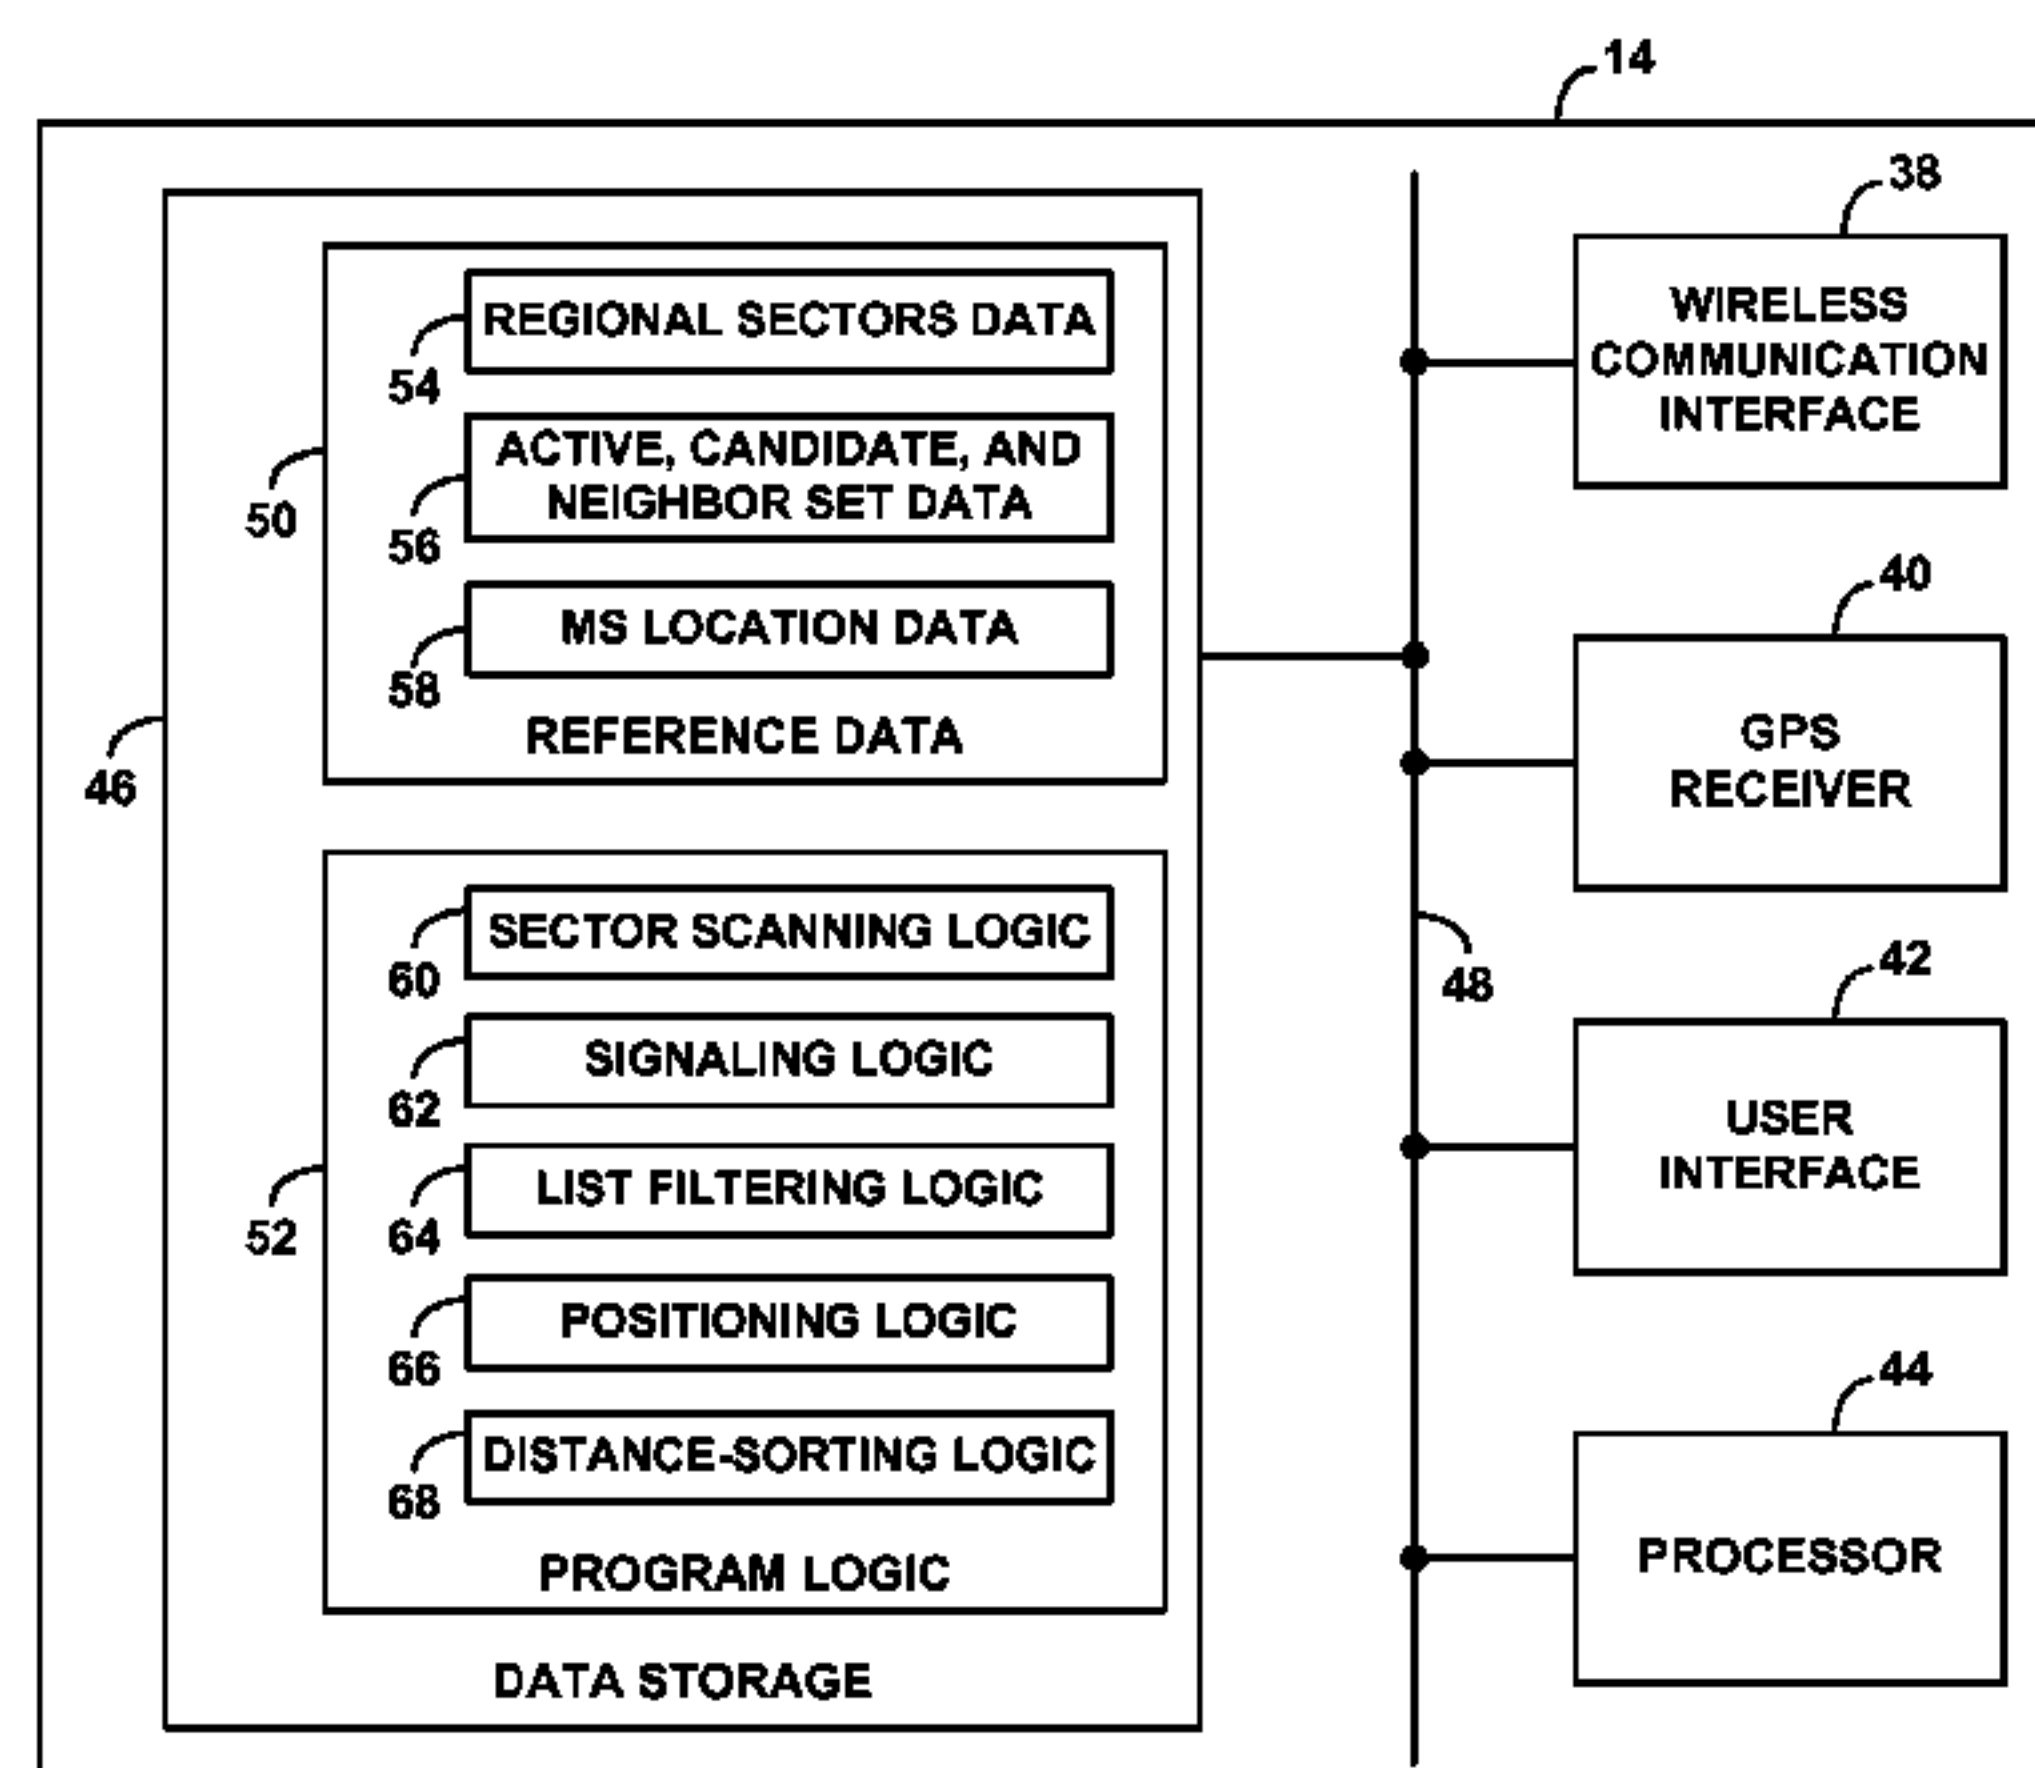 14
REGIONAL SECTORS DATA
54
ACTIVE, CANDIDATE, AND
NEIGHBOR SET DATA
56
MS LOCATION DATA
58
REFERENCE DATA
50
46
SECTOR SCANNING LOGIC
60
SIGNALING LOGIC
62
LIST FILTERING LOGIC
64
POSITIONING LOGIC
66
DISTANCE-SORTING LOGIC
68
PROGRAM LOGIC
52
DATA STORAGE
48
38
WIRELESS
COMMUNICATION
INTERFACE
40
GPS
RECEIVER
42
USER
INTERFACE
44
PROCESSOR